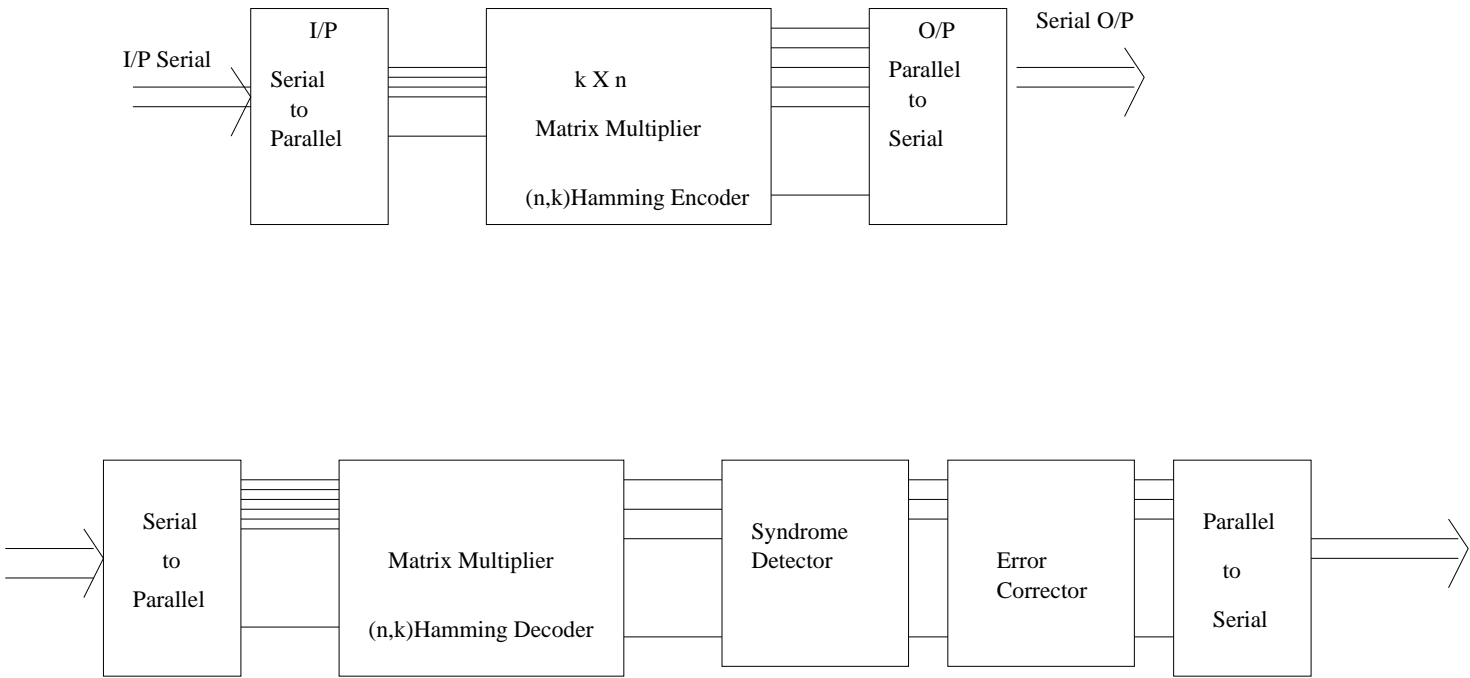 I/P Serial
I/P
Serial
to
Parallel
k X n
Matrix Multiplier
(n,k)Hamming Encoder
O/P
Parallel
to
Serial
Serial O/P
Serial
to
Parallel
Matrix Multiplier
(n,k)Hamming Decoder
Syndrome
Detector
Error
Corrector
Parallel
to
Serial